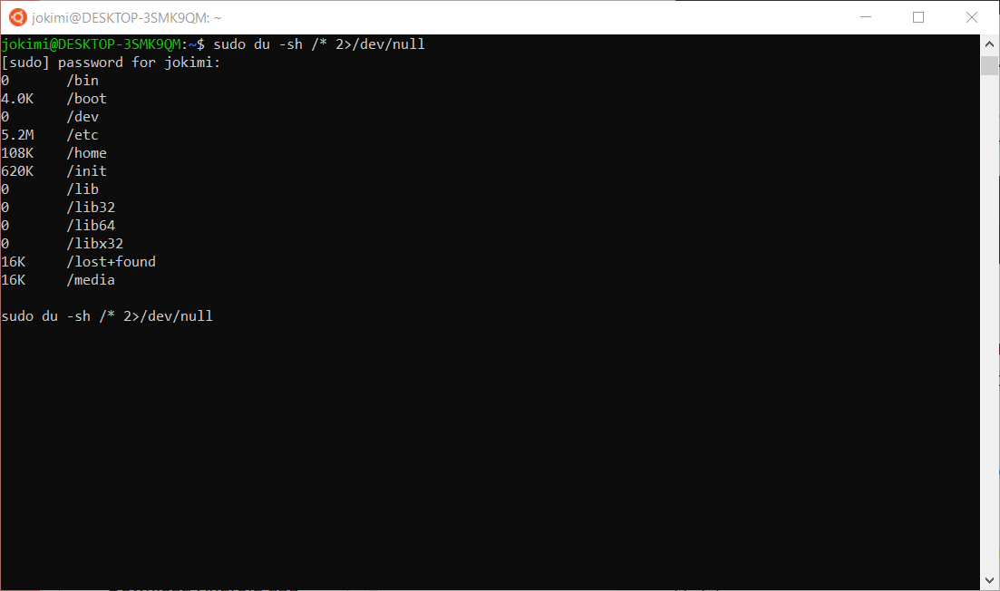 jokimi@DESKTOP-3SMK9QM: ~
jokimi@DESKTOP-3SMK9QM:~$ sudo du -sh /* 2>/dev/null
[sudo] password for jokimi:
0       /bin
4.0K    /boot
0       /dev
5.2M    /etc
108K    /home
620K    /init
0       /lib
0       /lib32
0       /lib64
0       /libx32
16K     /lost+found
16K     /media
sudo du -sh /* 2>/dev/null